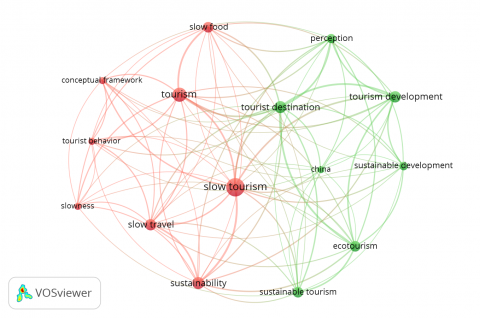 slow food
perception
conceptual framework
tourism
tourism development
tourist destination
tourist behavior
china
sustainable development
slow tourism
slowness
slow travel
ecotourism
sustainability
sustainable tourism
VOSviewer